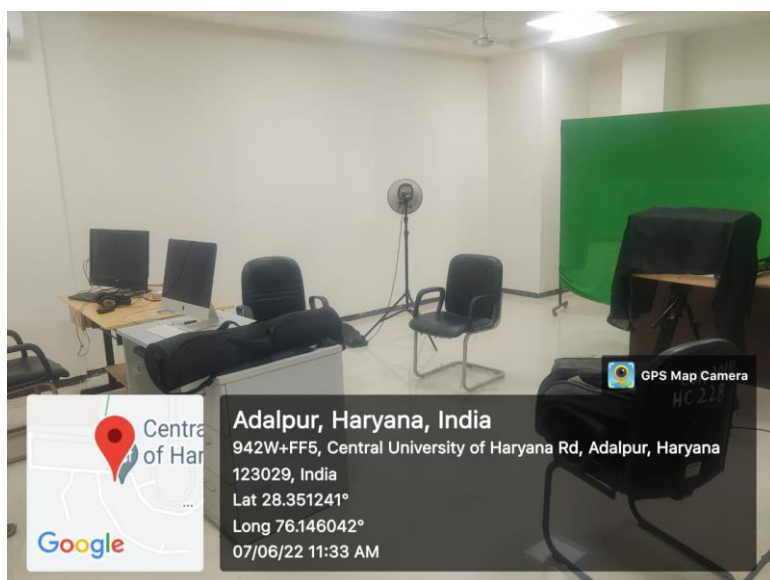 GPS Map Camera
HC 228
Centra
of Har
Google
Adalpur, Haryana, India
942W+FF5, Central University of Haryana Rd, Adalpur, Haryana
123029, India
Lat 28.351241°
Long 76.146042°
07/06/22 11:33 AM